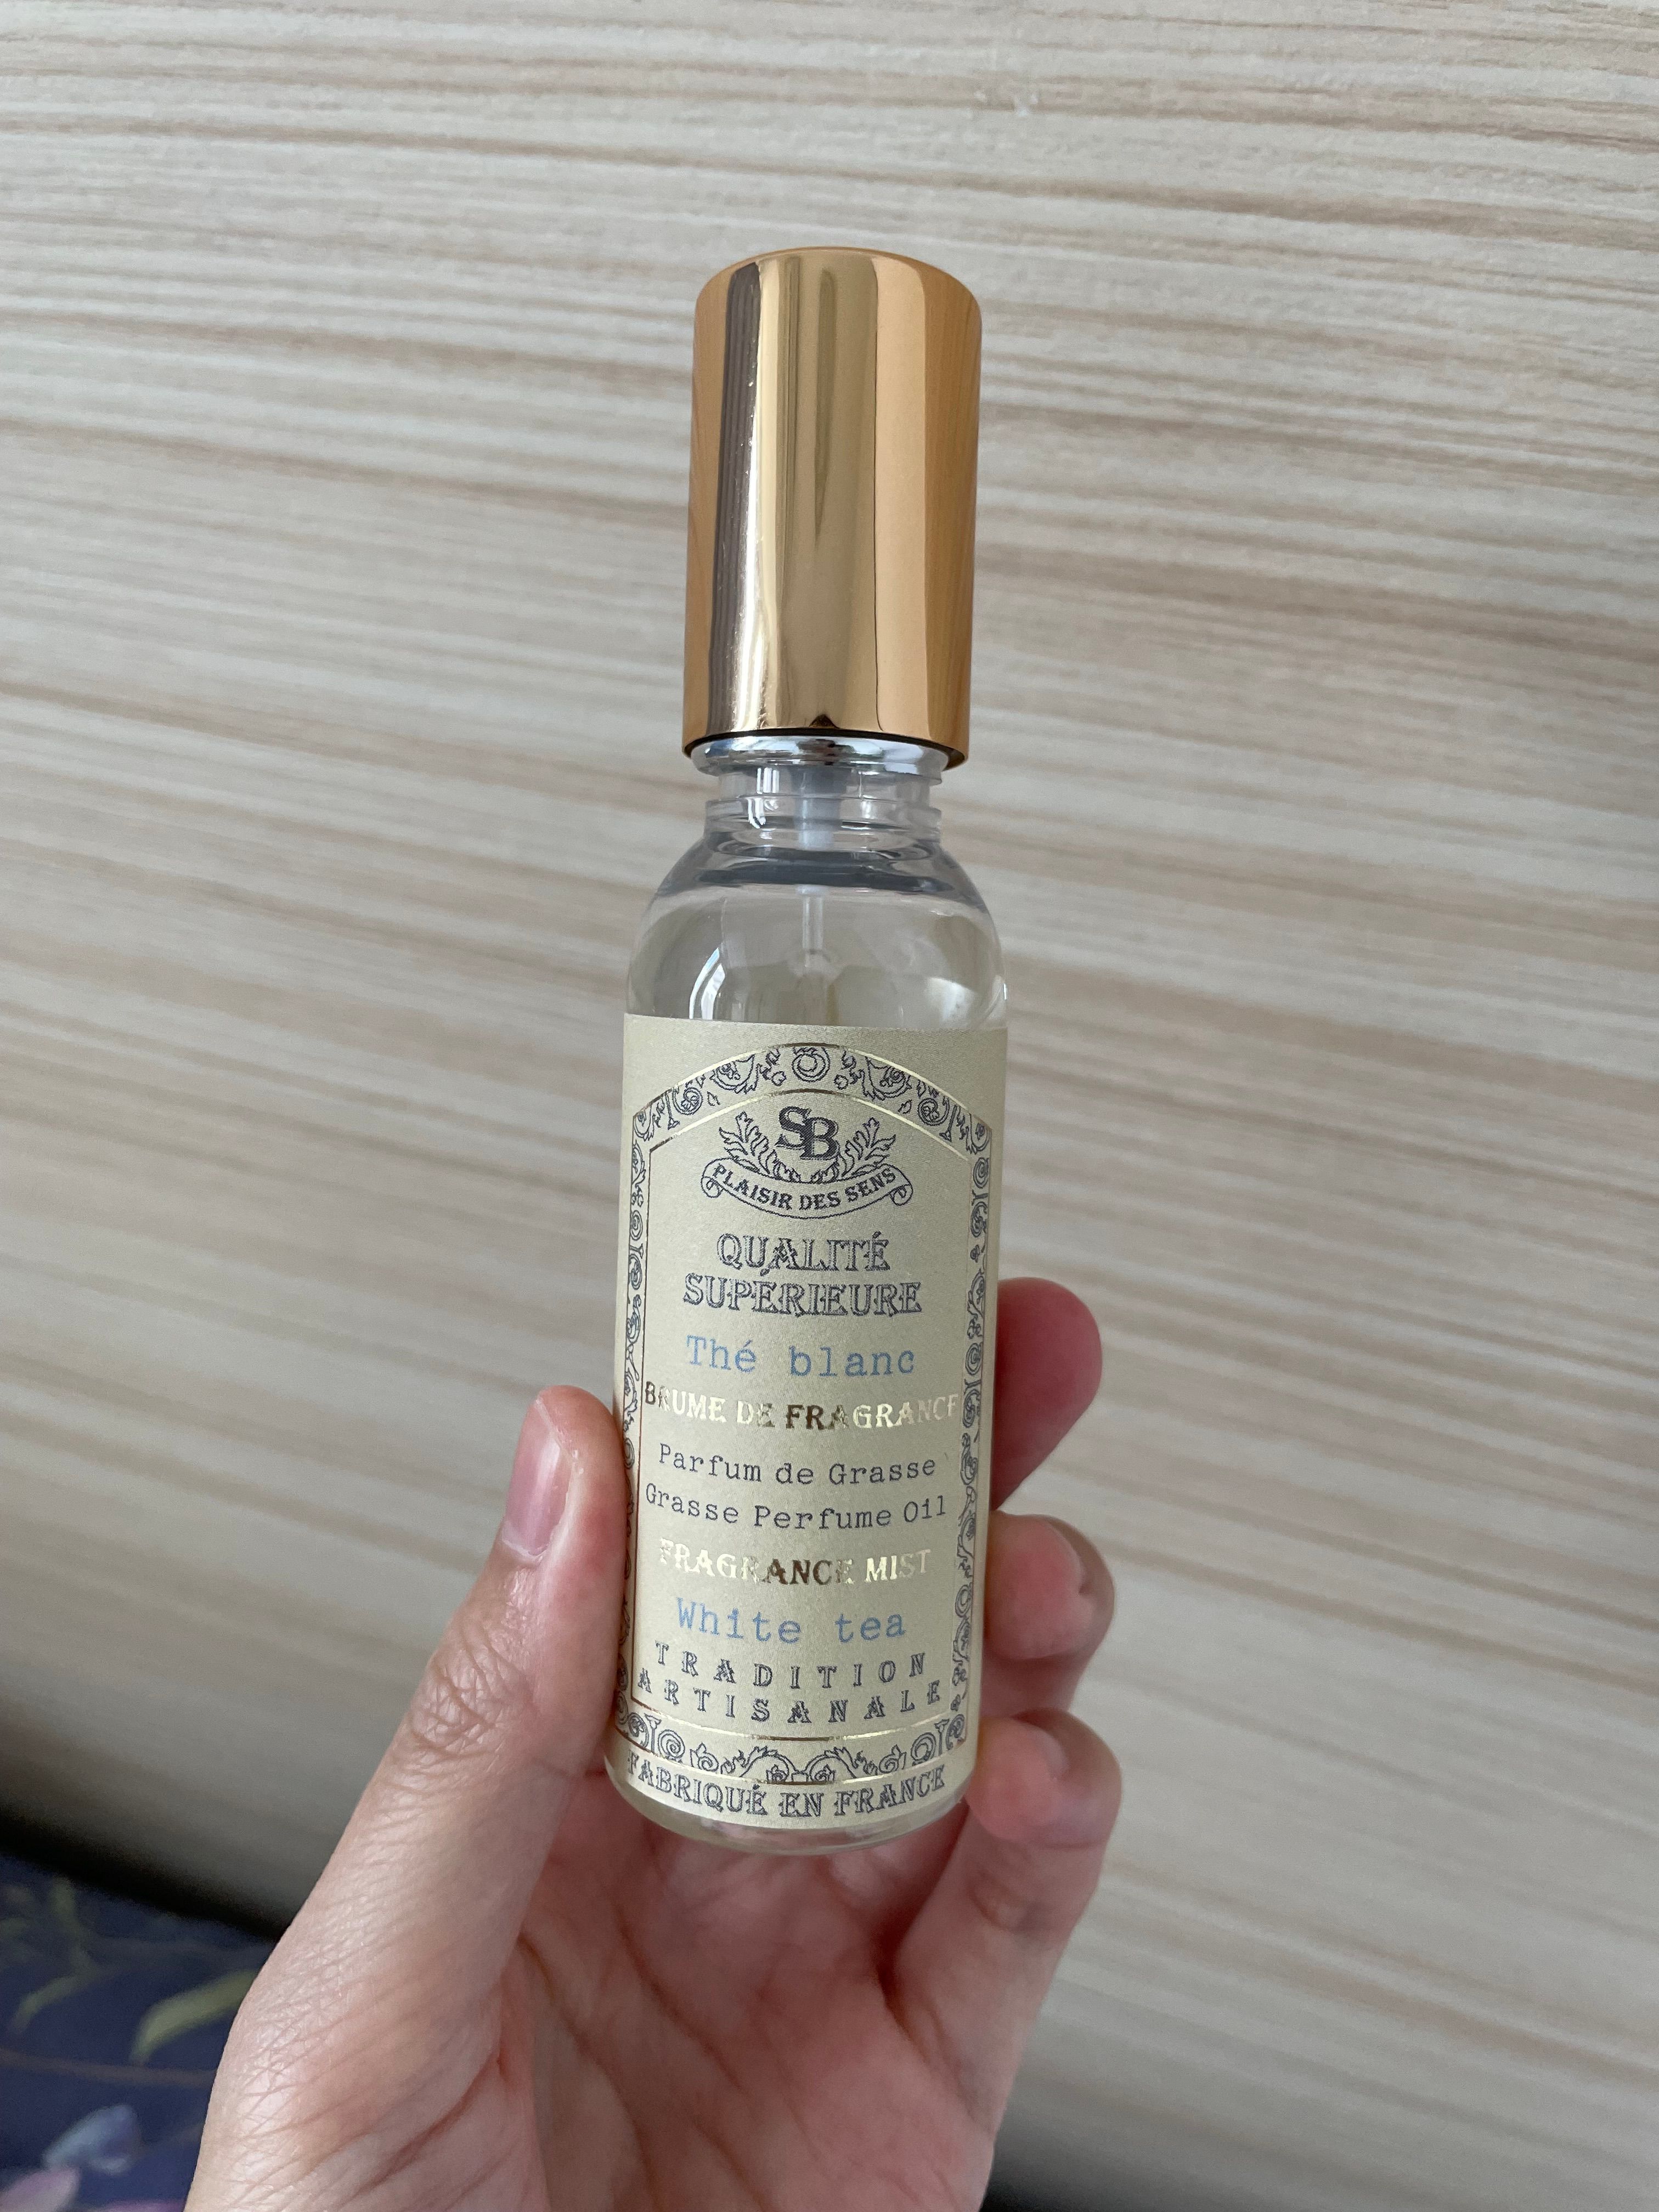 SB
PLAISIR DES SENS
QUALITÉ
SUPÉRIEURE
Thé blanc
BRUME DE FRAGRANCE
Parfum de Grasse
Grasse Perfume Oil
FRAGRANCE MIST
White tea
TRADITION
ARTISANALE
FABRIQUÉ EN FRANCE